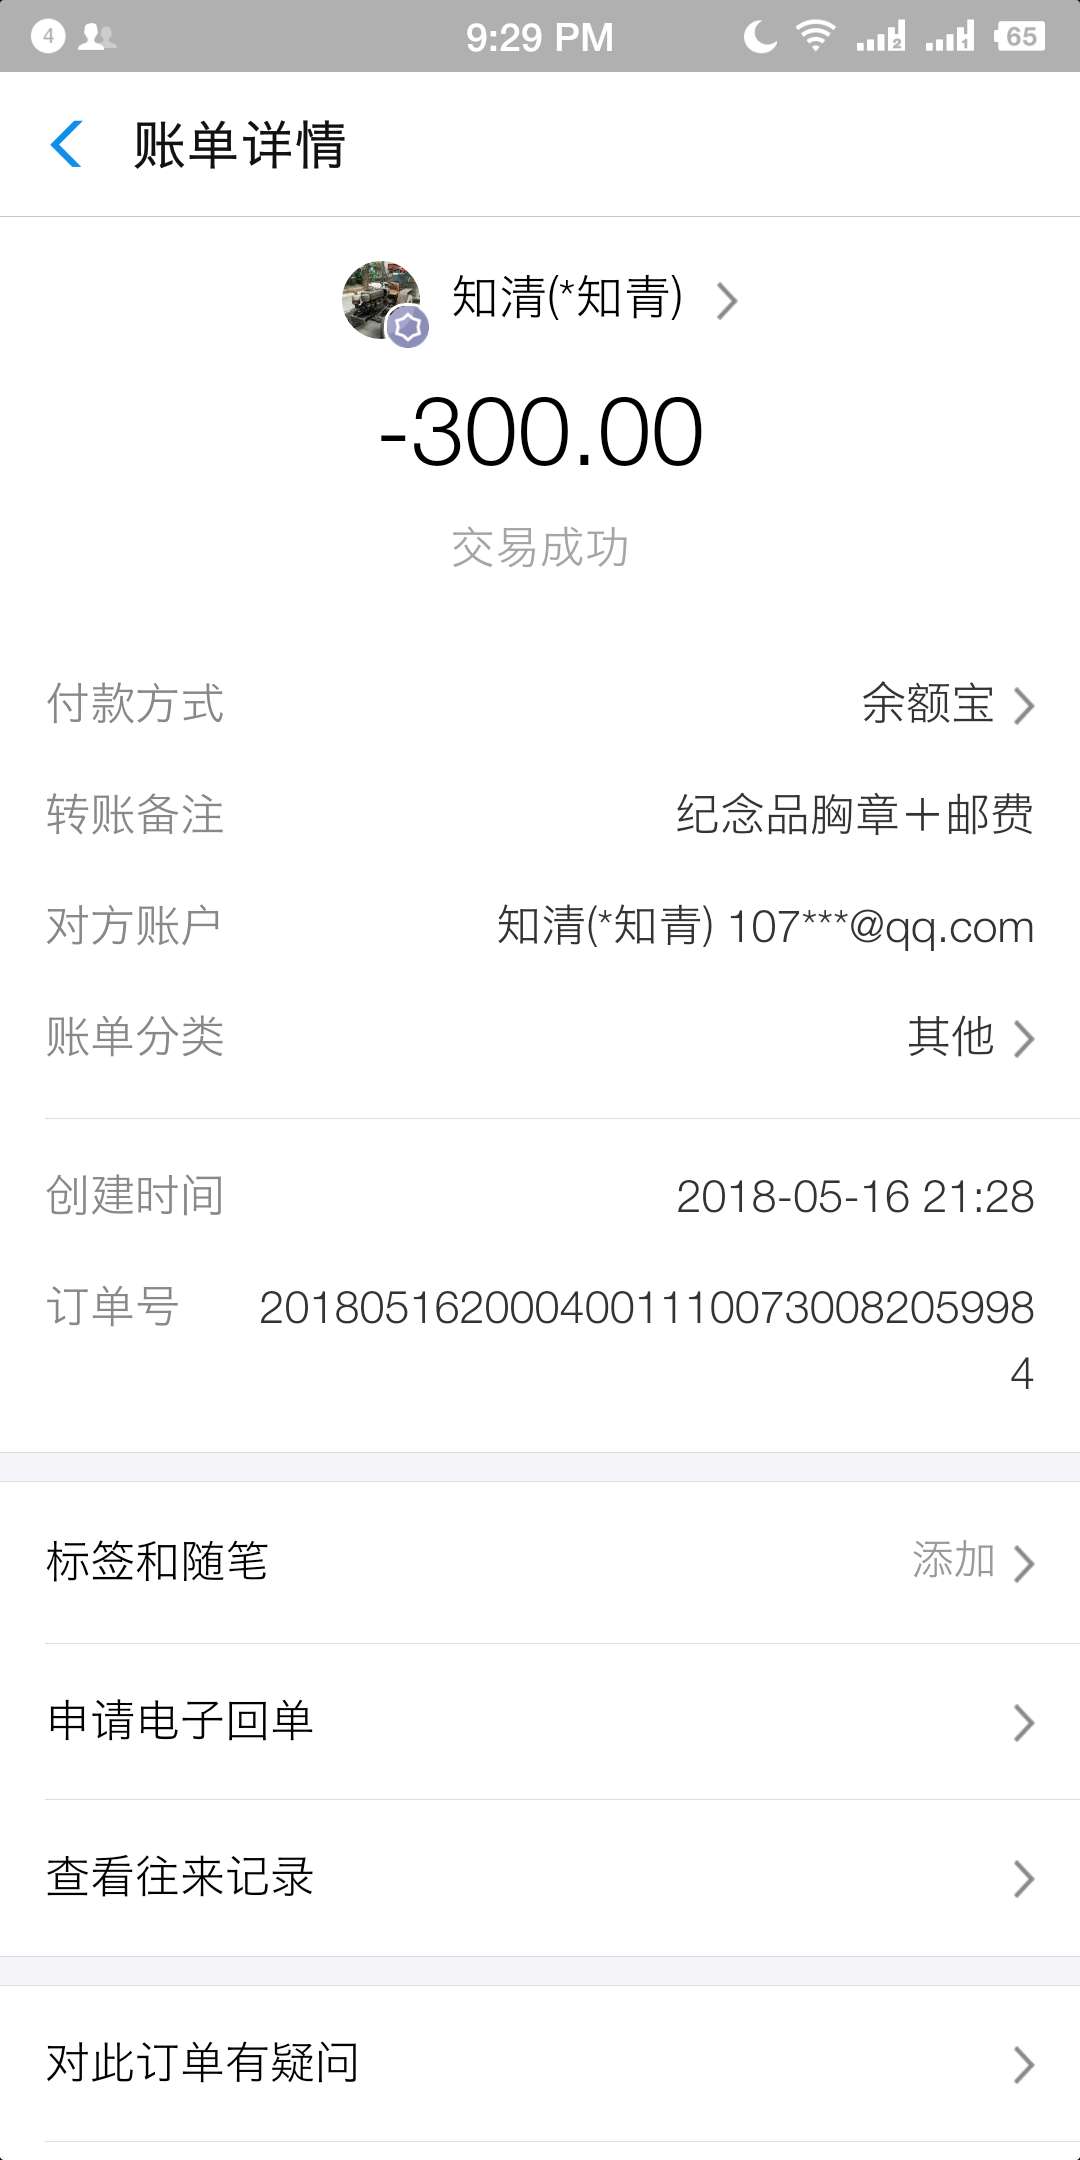 4
9:29 PM
2
1
65
账单详情
知清(*知青)
-300.00
交易成功
付款方式 余额宝
转账备注 纪念品胸章＋邮费
对方账户 知清(*知青) 107***@qq.com
账单分类 其他
创建时间 2018-05-16 21:28
订单号 2018051620004001110073008205998
4
标签和随笔 添加
申请电子回单
查看往来记录
对此订单有疑问